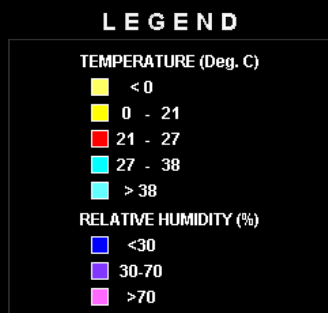 LEGEND
TEMPERATURE (Deg. C)
< 0
0 - 21
21 - 27
27 - 38
> 38
RELATIVE HUMIDITY (%)
<30
30-70
>70